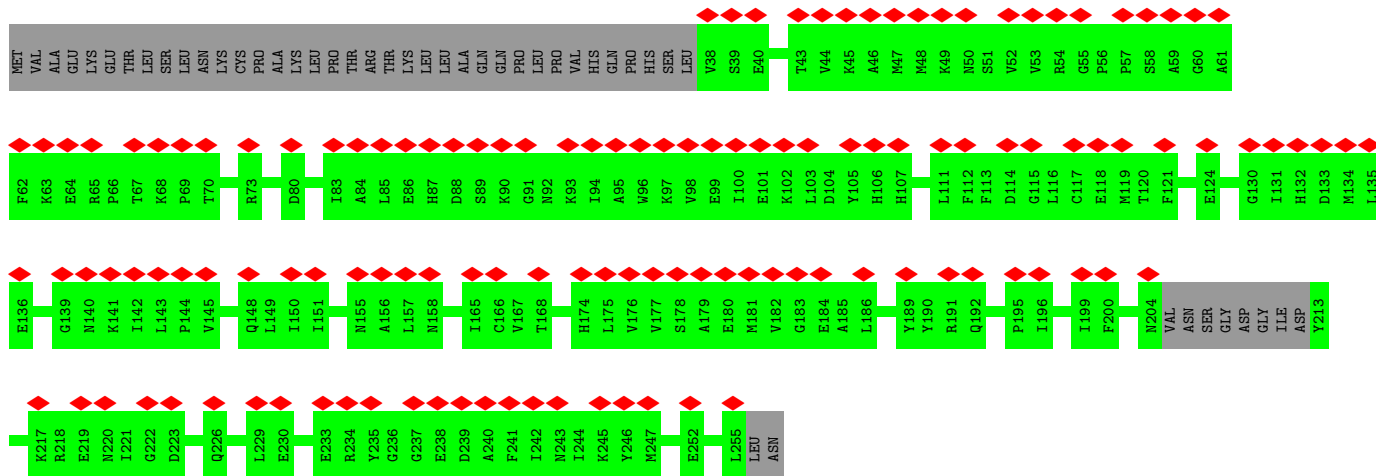 MET VAL ALA GLU LYS GLU THR LEU SER LEU ASN LYS CYS PRO ALA LYS LEU PRO THR ARG THR LYS LEU LEU ALA GLN GLN PRO LEU PRO VAL HIS GLN PRO HIS SER LEU V38 S39 E40 T43 V44 K45 A46 M47 M48 K49 N50 S51 V52 V53 R54 G55 P56 P57 S58 A59 G60 A61
F62 K63 E64 R65 P66 T67 K68 P69 T70 R73 D80 I83 A84 L85 E86 H87 D88 S89 K90 G91 N92 K93 I94 A95 W96 K97 V98 E99 I100 E101 K102 L103 D104 Y105 H106 H107 L111 F112 F113 D114 G115 L116 C117 E118 M119 T120 F121 E124 G130 I131 H132 D133 M134 L135
E136 G139 N140 K141 I142 L143 P144 V145 Q148 L149 I150 I151 N155 A156 L157 N158 I165 C166 V167 T168 H174 L175 V176 V177 S178 A179 E180 M181 V182 G183 E184 A185 L186 Y189 Y190 R191 Q192 P195 I196 I199 F200 N204 VAL ASN SER GLY ASP GLY ILE ASP Y213
K217 R218 E219 N220 I221 G222 D223 Q226 L229 E230 E233 R234 Y235 G236 G237 E238 D239 A240 F241 I242 N243 I244 K245 Y246 M247 E252 L255 LEU ASN